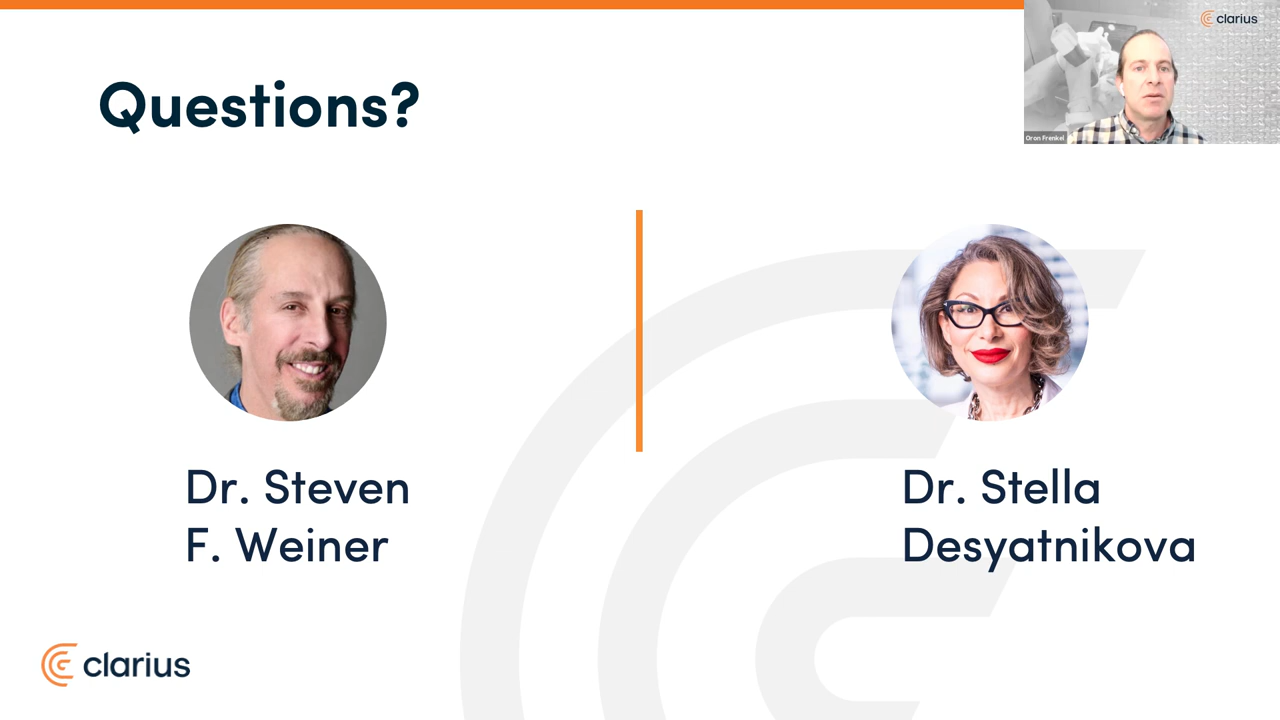 clarius
Questions?
Oron Frenkel
Dr. Steven
F. Weiner
Dr. Stella
Desyatnikova
clarius